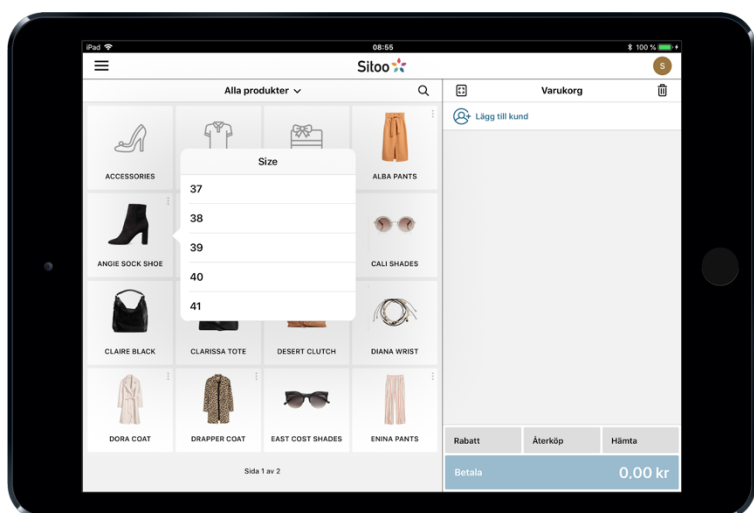 iPad
08:55
100 %
Sitoo
S
Alla produkter
Varukorg
Lägg till kund
ACCESSORIES
ALBA PANTS
Size
37
38
39
40
41
ANGIE SOCK SHOE
CALI SHADES
CLAIRE BLACK
CLARISSA TOTE
DESERT CLUTCH
DIANA WRIST
DORA COAT
DRAPPER COAT
EAST COST SHADES
ENINA PANTS
Sida 1 av 2
Rabatt
Återköp
Hämta
Betala
0,00 kr